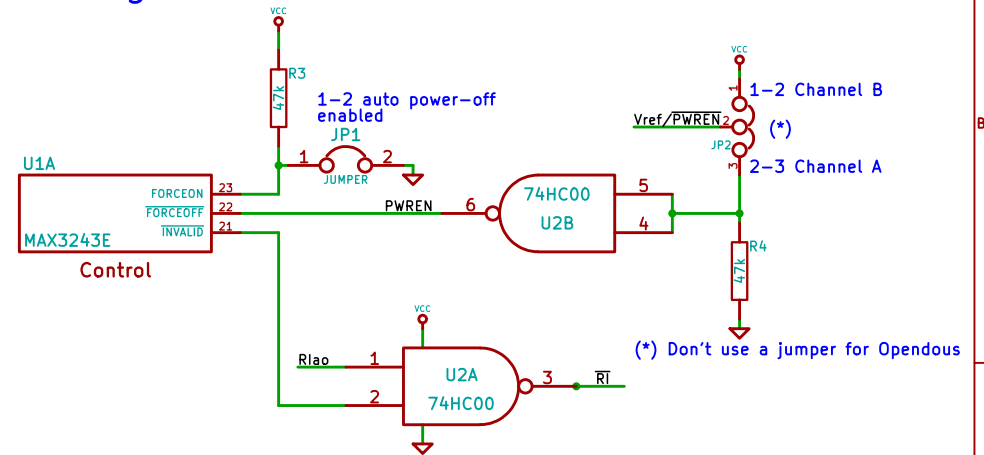 VCC
R3
47k
1-2 auto power-off
enabled
JP1
1
2
JUMPER
U1A
FORCEON
23
FORCEOFF
22
INVALID
21
MAX3243E
Control
PWREN
6
74HC00
U2B
5
4
VCC
1
1-2 Channel B
Vref/PWREN
2
(*)
JP2
3
2-3 Channel A
R4
47k
(*) Don't use a jumper for Opendous
VCC
RIao
1
2
U2A
74HC00
3
RI
B